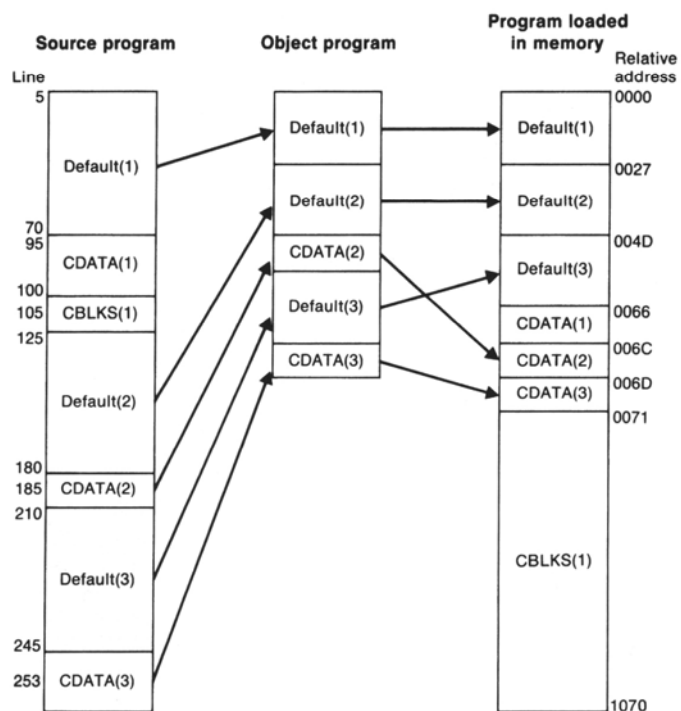 Source program
Object program
Program loaded
in memory
Line
Relative
address
5
Default(1)
70
95
CDATA(1)
100
105
CBLKS(1)
125
Default(2)
180
185
CDATA(2)
210
Default(3)
245
253
CDATA(3)
Default(1)
Default(2)
CDATA(2)
Default(3)
CDATA(3)
0000
Default(1)
0027
Default(2)
004D
Default(3)
0066
CDATA(1)
006C
CDATA(2)
006D
CDATA(3)
0071
CBLKS(1)
1070